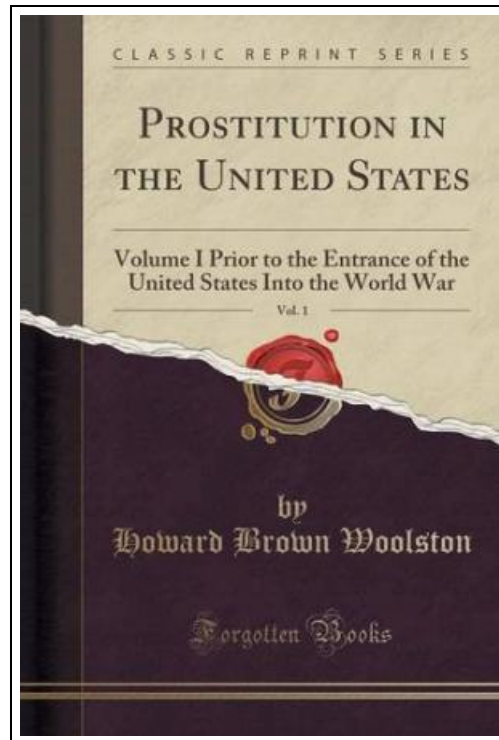 CLASSIC REPRINT SERIES
PROSTITUTION IN
THE UNITED STATES
Volume I Prior to the Entrance of the
United States Into the World War
Vol. 1
F
by
Howard Brown Woolston
Forgotten Books